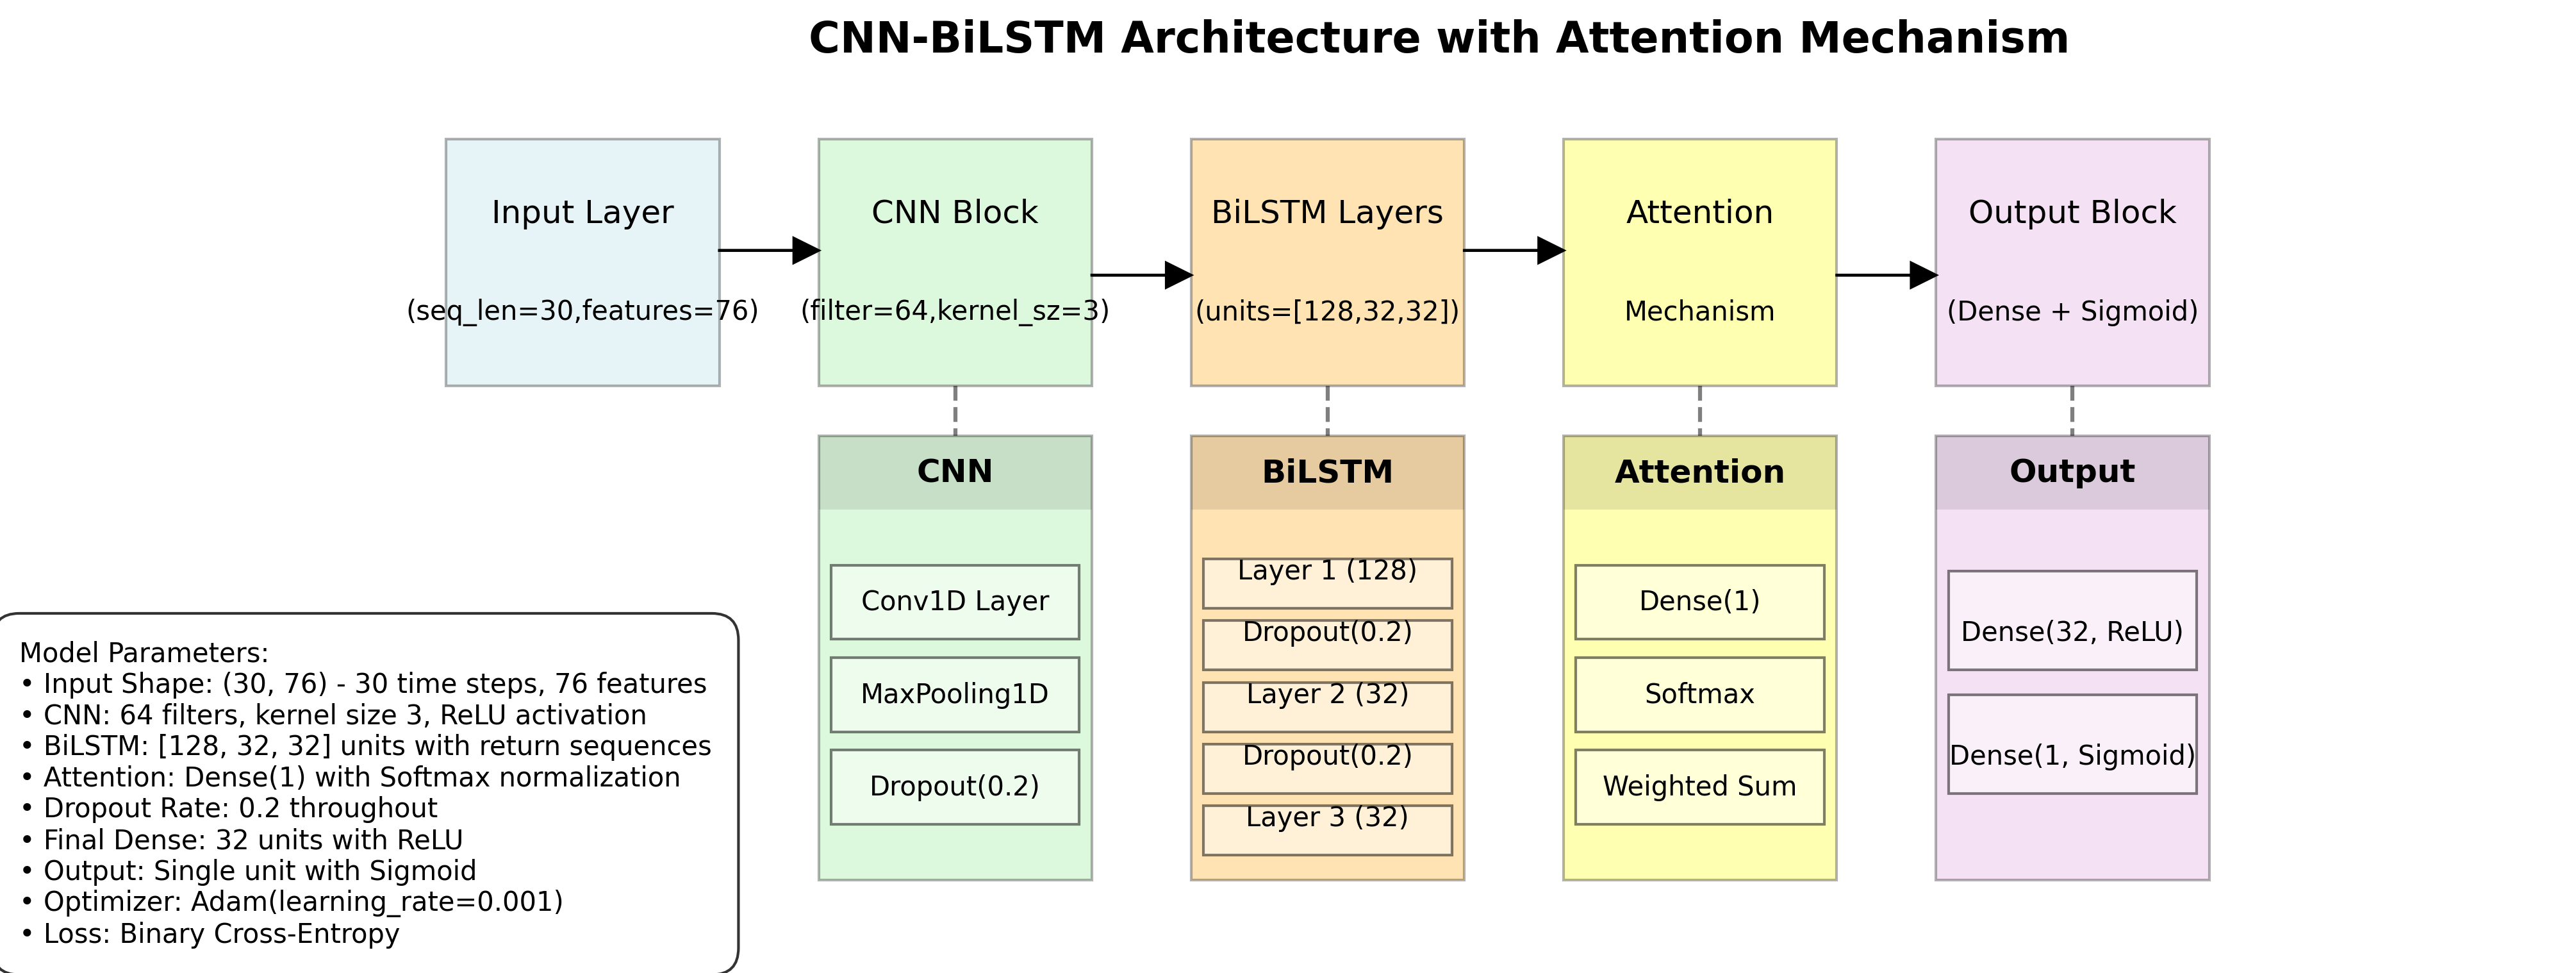 CNN-BiLSTM Architecture with Attention Mechanism
Input Layer
(seq_len=30,features=76)
CNN Block
(filter=64,kernel_sz=3)
BiLSTM Layers
(units=[128,32,32])
Attention
Mechanism
Output Block
(Dense + Sigmoid)
CNN
Conv1D Layer
MaxPooling1D
Dropout(0.2)
BiLSTM
Layer 1 (128)
Dropout(0.2)
Layer 2 (32)
Dropout(0.2)
Layer 3 (32)
Attention
Dense(1)
Softmax
Weighted Sum
Output
Dense(32, ReLU)
Dense(1, Sigmoid)
Model Parameters:
• Input Shape: (30, 76) - 30 time steps, 76 features
• CNN: 64 filters, kernel size 3, ReLU activation
• BiLSTM: [128, 32, 32] units with return sequences
• Attention: Dense(1) with Softmax normalization
• Dropout Rate: 0.2 throughout
• Final Dense: 32 units with ReLU
• Output: Single unit with Sigmoid
• Optimizer: Adam(learning_rate=0.001)
• Loss: Binary Cross-Entropy